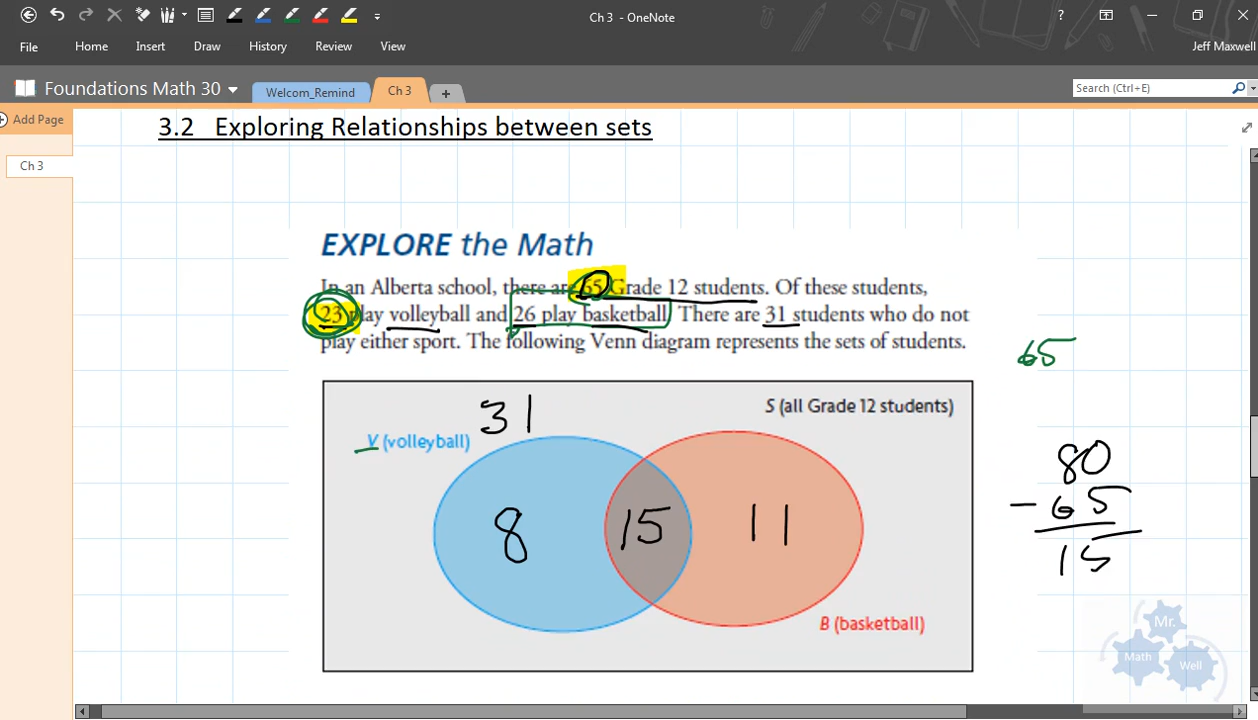 Ch 3 - OneNote
?
File Home Insert Draw History Review View
Jeff Maxwell
Foundations Math 30 Welcom_Remind Ch 3 +
Search (Ctrl+E)
Add Page
Ch 3
3.2 Exploring Relationships between sets
EXPLORE the Math
In an Alberta school, there are 65 Grade 12 students. Of these students,
23 play volleyball and 26 play basketball. There are 31 students who do not
play either sport. The following Venn diagram represents the sets of students.
65
31
S (all Grade 12 students)
V (volleyball)
8 15 11
B (basketball)
80
- 65
15
Mr.
Math
Well